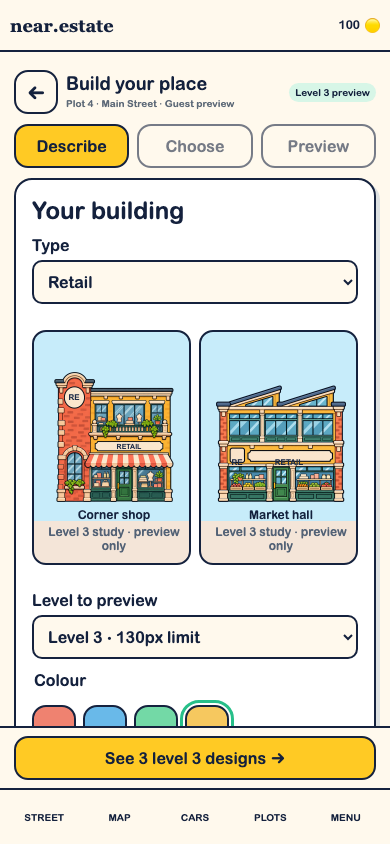 near.estate
100
Build your place
Plot 4 · Main Street · Guest preview
Level 3 preview
Describe
Choose
Preview
Your building
Type
Retail
RE
RETAIL
RE
RETAIL
Corner shop
Market hall
Level 3 study · preview
only
Level 3 study · preview
only
Level to preview
Level 3 · 130px limit
Colour
See 3 level 3 designs →
STREET
MAP
CARS
PLOTS
MENU